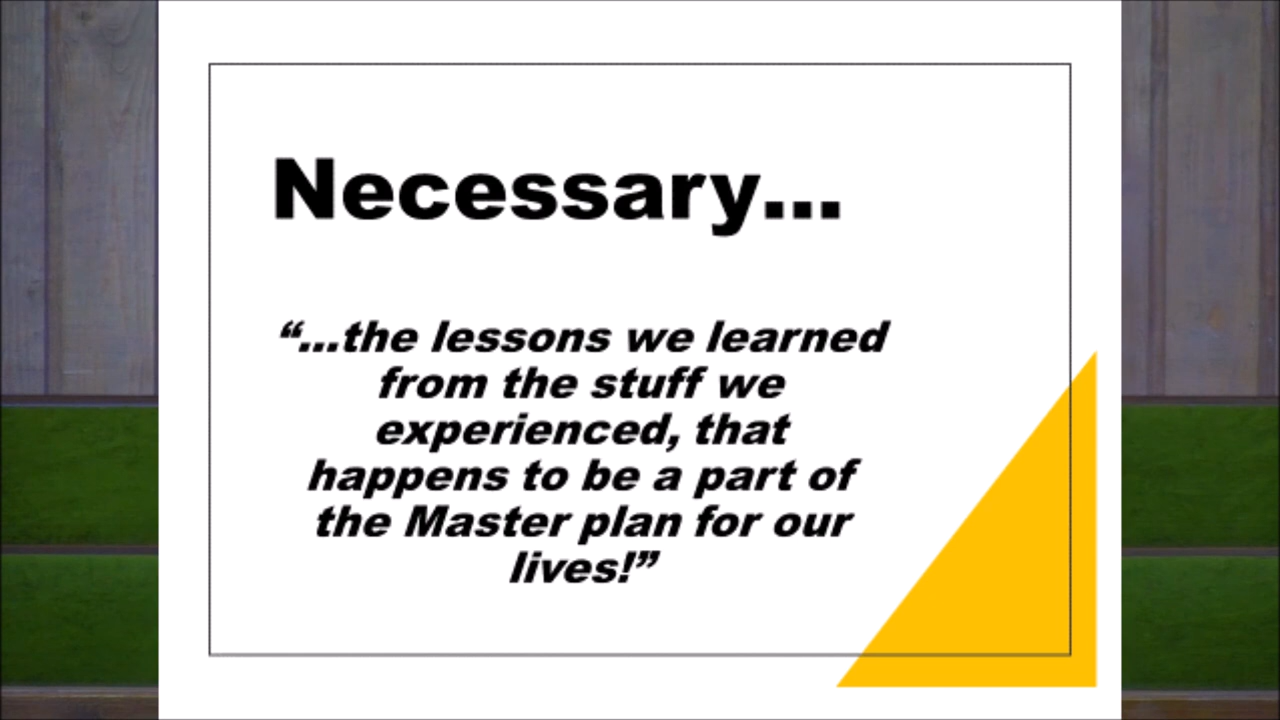 Necessary...
“...the lessons we learned
from the stuff we
experienced, that
happens to be a part of
the Master plan for our
lives!”